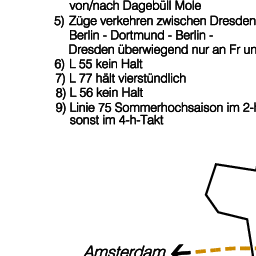 von/nach Dagebüll Mole
5) Züge verkehren zwischen Dresden
Berlin - Dortmund - Berlin -
Dresden überwiegend nur an Fr un
6) L 55 kein Halt
7) L 77 hält vierstündlich
8) L 56 kein Halt
9) Linie 75 Sommerhochsaison im 2-
sonst im 4-h-Takt
Amsterdam